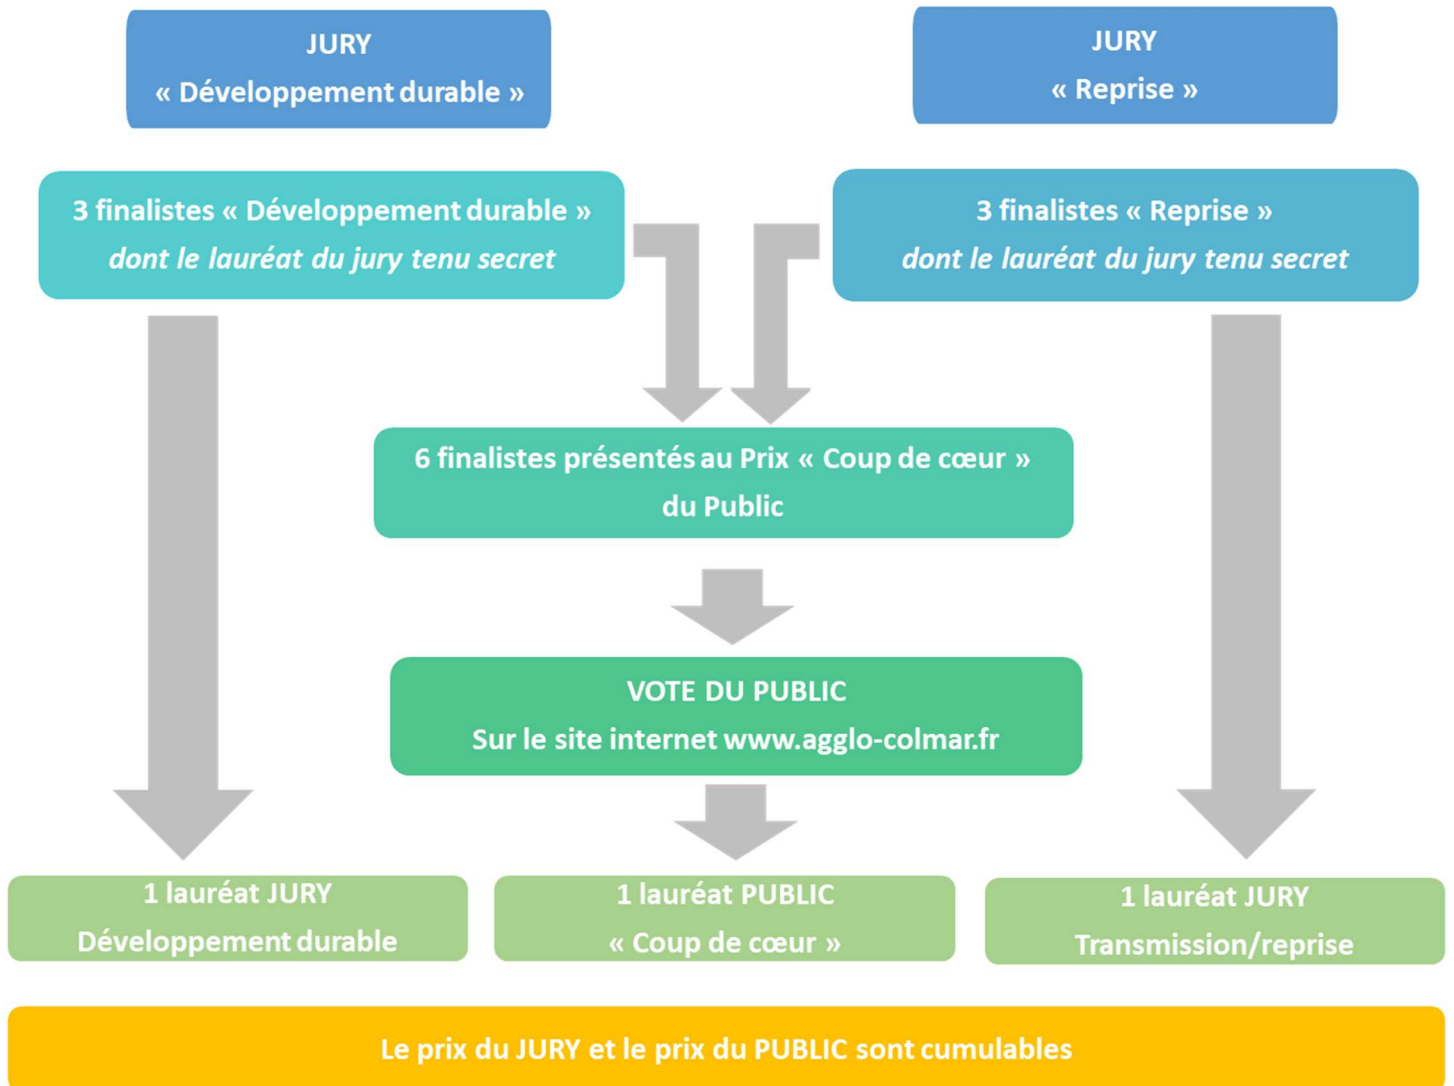 JURY
« Développement durable »
JURY
« Reprise »
3 finalistes « Développement durable »
dont le lauréat du jury tenu secret
3 finalistes « Reprise »
dont le lauréat du jury tenu secret
6 finalistes présentés au Prix « Coup de cœur »
du Public
VOTE DU PUBLIC
Sur le site internet www.agglo-colmar.fr
1 lauréat JURY
Développement durable
1 lauréat PUBLIC
« Coup de cœur »
1 lauréat JURY
Transmission/reprise
Le prix du JURY et le prix du PUBLIC sont cumulables